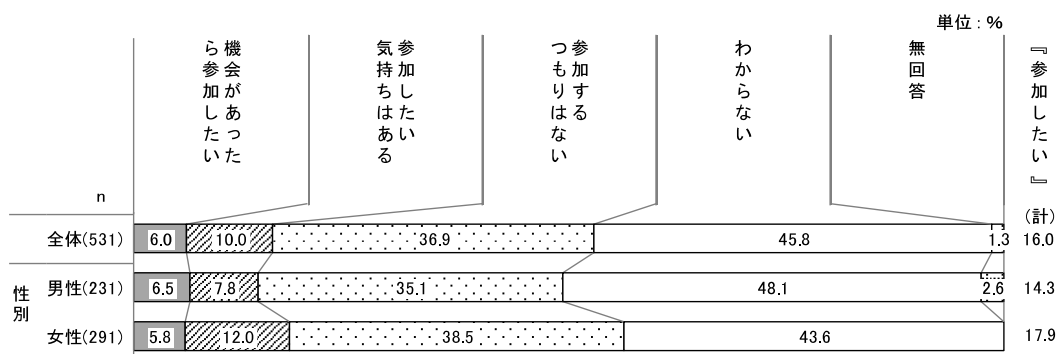 単位：%
機会があった
ら参加したい
参加したい
気持ちはある
参加する
つもりはない
わからない
無回答
『参加したい』
n
(計)
全体(531)
6.0
10.0
36.9
45.8
1.3
16.0
性別
男性(231)
6.5
7.8
35.1
48.1
2.6
14.3
女性(291)
5.8
12.0
38.5
43.6
17.9